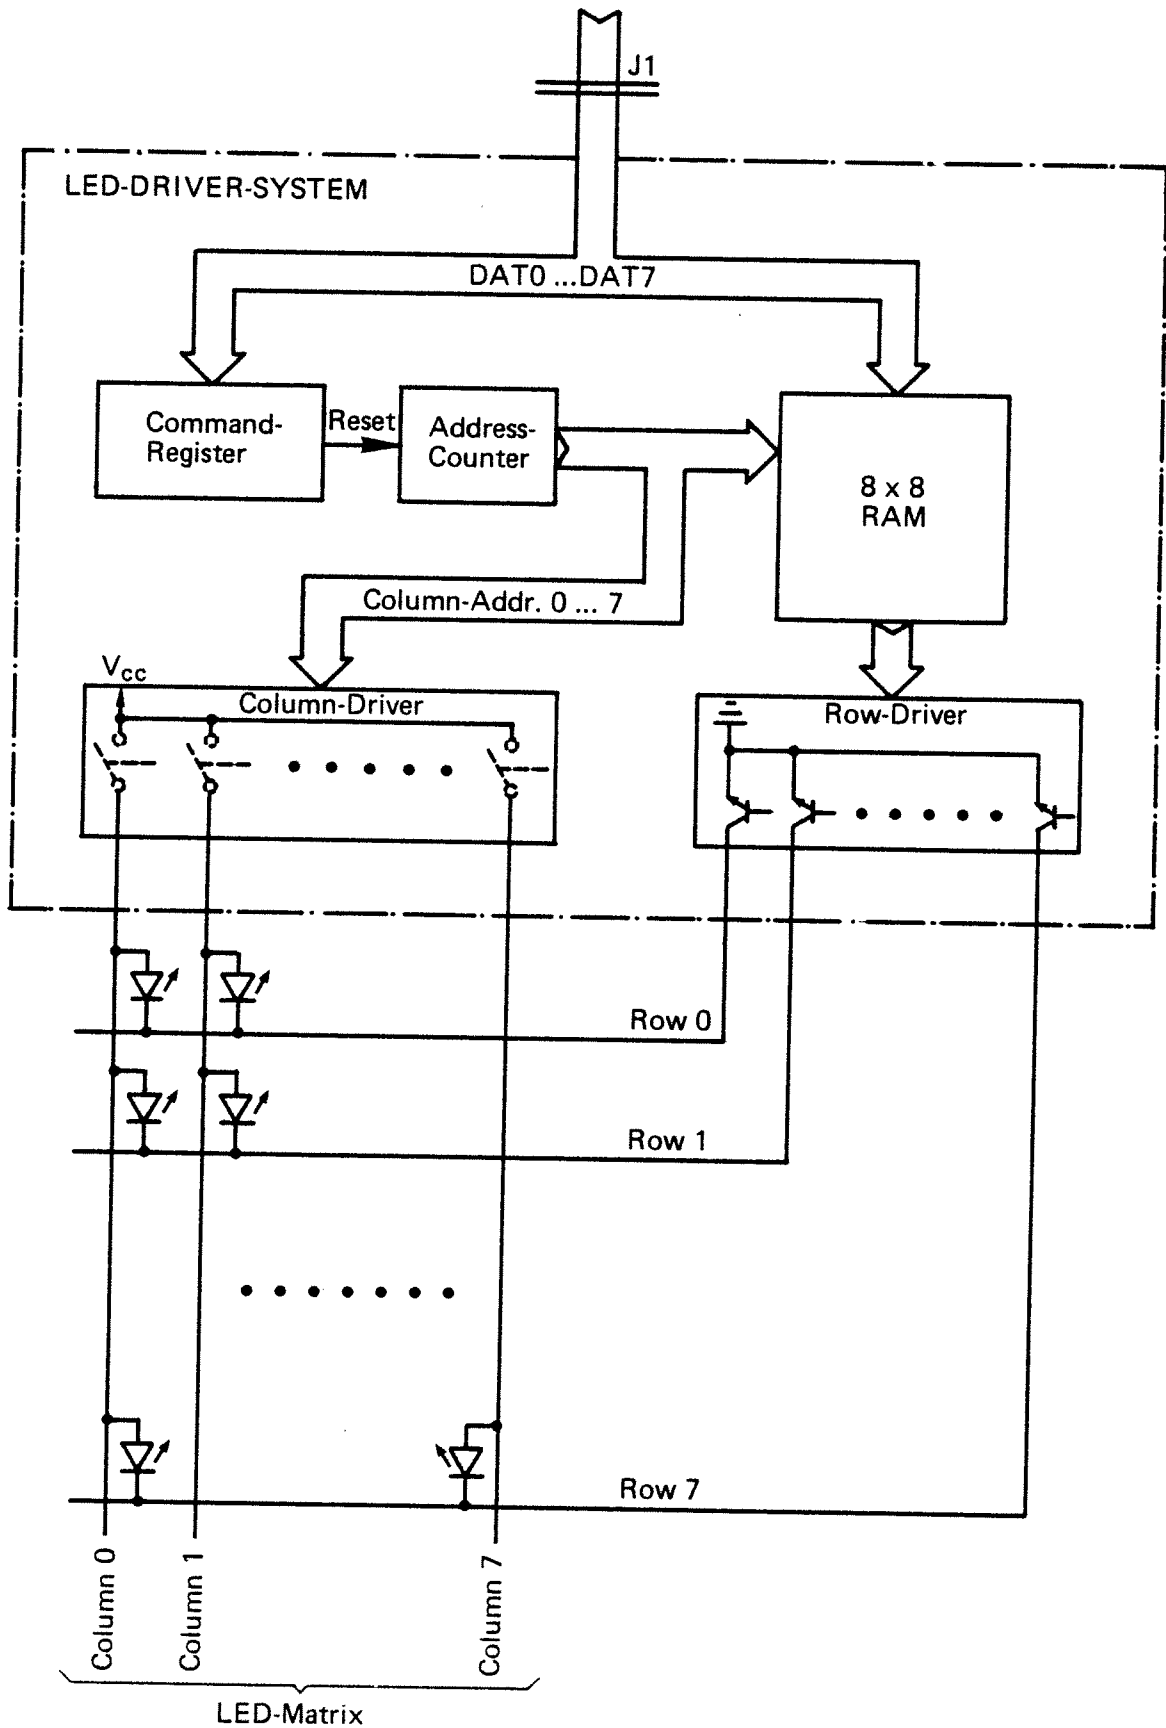 J1
LED-DRIVER-SYSTEM
DAT0 ...DAT7
Command-
Register
Reset
Address-
Counter
8 x 8
RAM
Column-Addr. 0 ... 7
Vcc
Column-Driver
Row-Driver
Row 0
Row 1
Row 7
Column 0
Column 1
Column 7
LED-Matrix